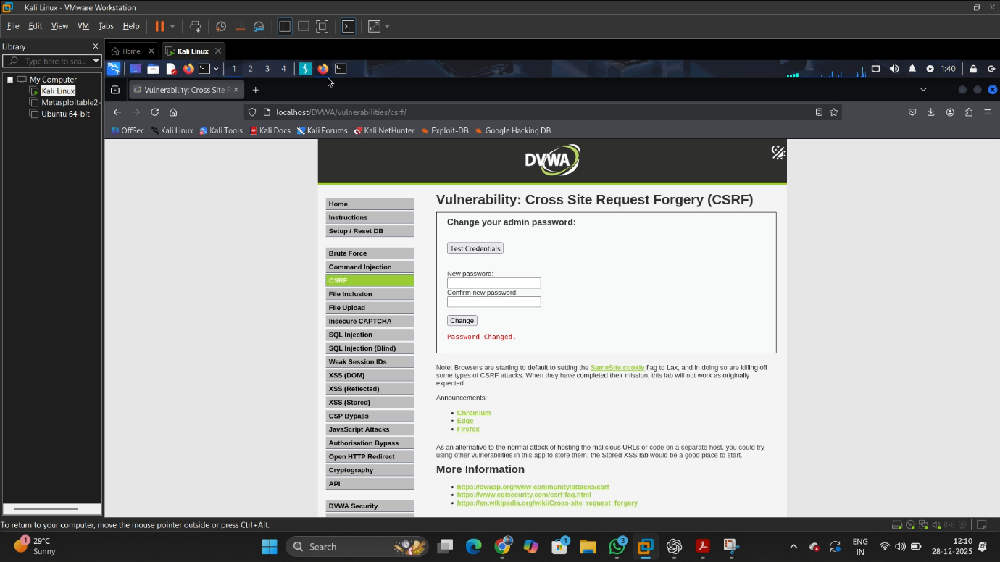 Kali Linux - VMware Workstation
File Edit View VM Tabs Help
Library
Type here to sea...
My Computer
Kali Linux
Metasploitable2-
Ubuntu 64-bit
Home
Kali Linux
1 2 3 4
1:40
Vulnerability: Cross Site R
localhost/DVWA/vulnerabilities/csrf/
OffSec Kali Linux Kali Tools Kali Docs Kali Forums Kali NetHunter Exploit-DB Google Hacking DB
DVWA
Home
Instructions
Setup / Reset DB
Brute Force
Command Injection
CSRF
File Inclusion
File Upload
Insecure CAPTCHA
SQL Injection
SQL Injection (Blind)
Weak Session IDs
XSS (DOM)
XSS (Reflected)
XSS (Stored)
CSP Bypass
JavaScript Attacks
Authorisation Bypass
Open HTTP Redirect
Cryptography
API
DVWA Security
Vulnerability: Cross Site Request Forgery (CSRF)
Change your admin password:
Test Credentials
New password:
Confirm new password:
Change
Password Changed.
Note: Browsers are starting to default to setting the SameSite cookie flag to Lax, and in doing so are killing off
some types of CSRF attacks. When they have completed their mission, this lab will not work as originally
expected.
Announcements:
Chromium
Edge
Firefox
As an alternative to the normal attack of hosting the malicious URLs or code on a separate host, you could try
using other vulnerabilities in this app to store them, the Stored XSS lab would be a good place to start.
More Information
https://owasp.org/www-community/attacks/csrf
https://www.cgisecurity.com/csrf-faq.html
https://en.wikipedia.org/wiki/Cross-site_request_forgery
To return to your computer, move the mouse pointer outside or press Ctrl+Alt.
1
29°C
Sunny
Search
1
3
ENG
IN
12:10
28-12-2025